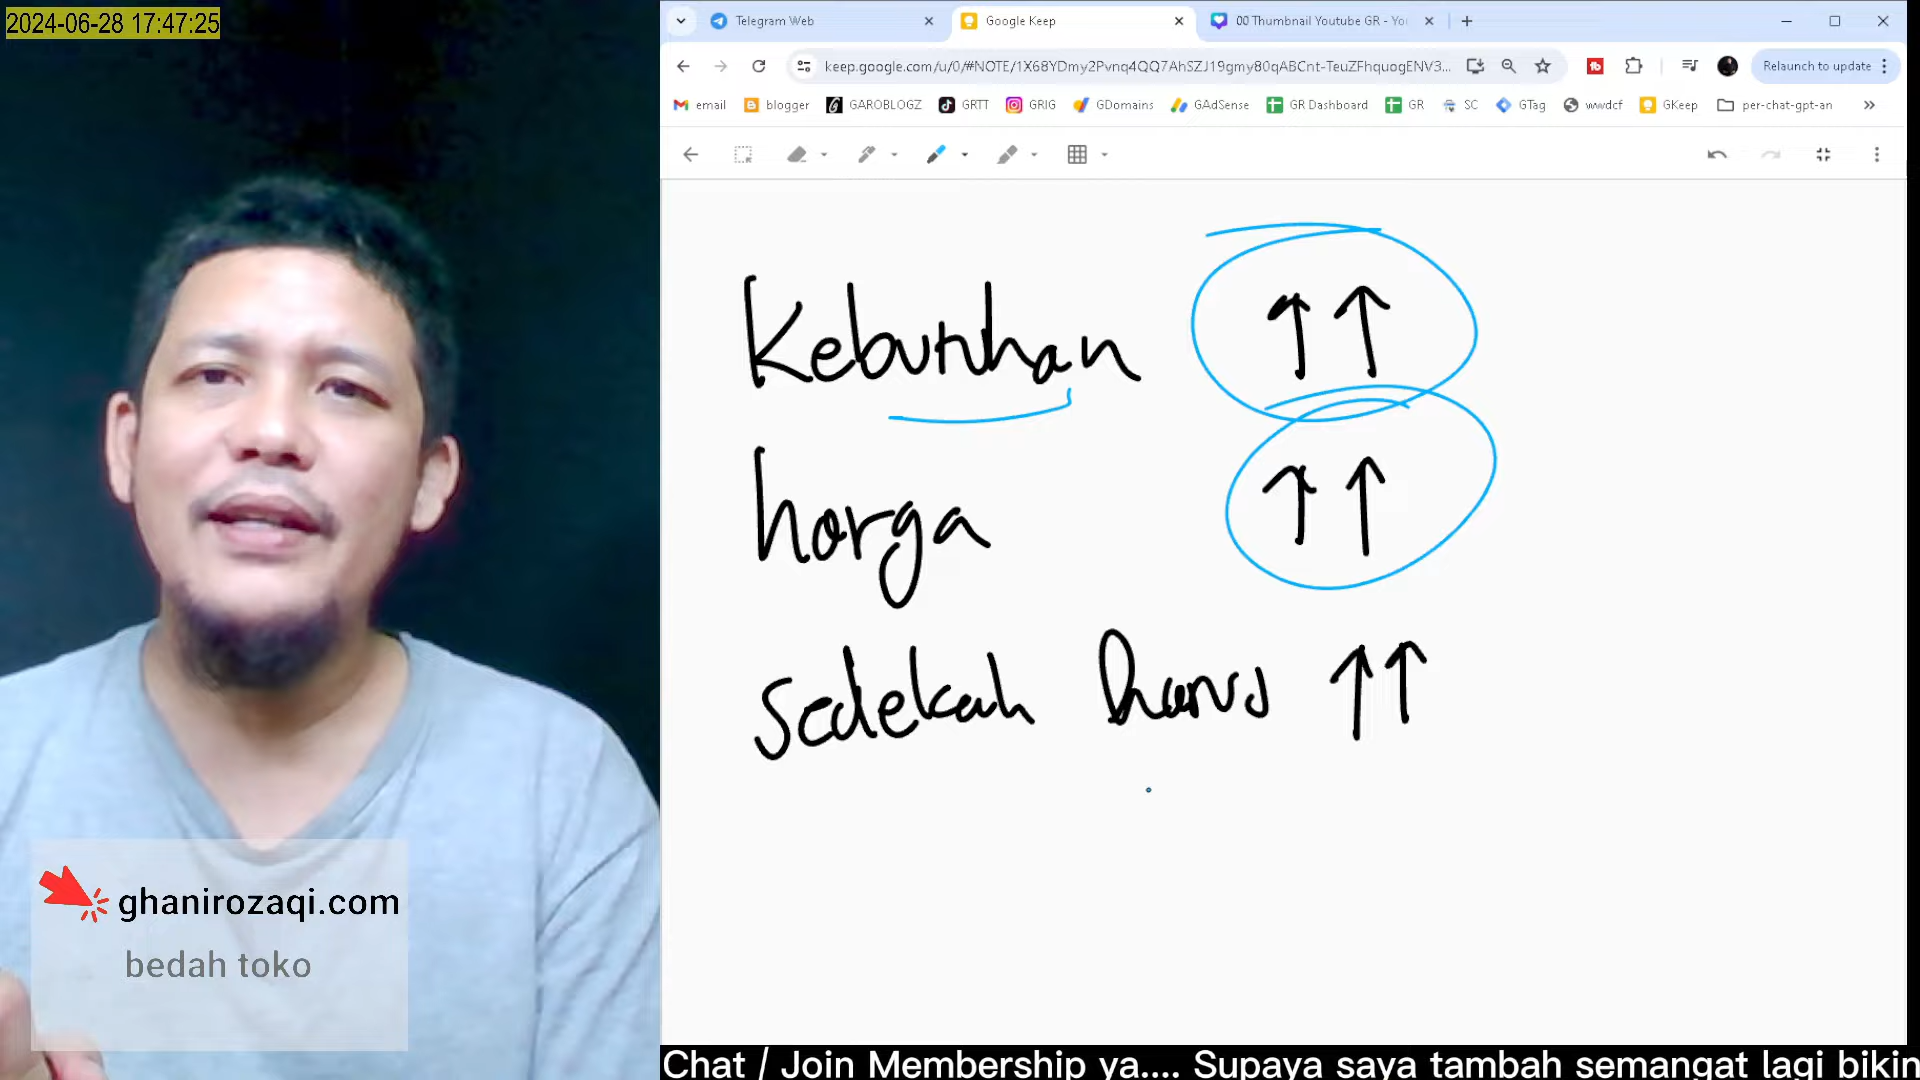 2024-06-28 17:47:25
Telegram Web
Google Keep
00 Thumbnail Youtube GR - Yo
keep.google.com/u/0/#NOTE/1X68YDmy2Pvnq4QQ7AhSZJ19gmy80qABCnt-TeuZFhquogENV3...
Relaunch to update
email
blogger
GAROBLOGZ
GRTT
GRIG
GDomains
GAdSense
GR Dashboard
GR
SC
GTag
wwdcf
GKeep
per-chat-gpt-an
Kebutuhan ↑↑
harga ↑↑
sedekah harus ↑↑
ghanirozaqi.com
bedah toko
Chat / Join Membership ya.... Supaya saya tambah semangat lagi bikin